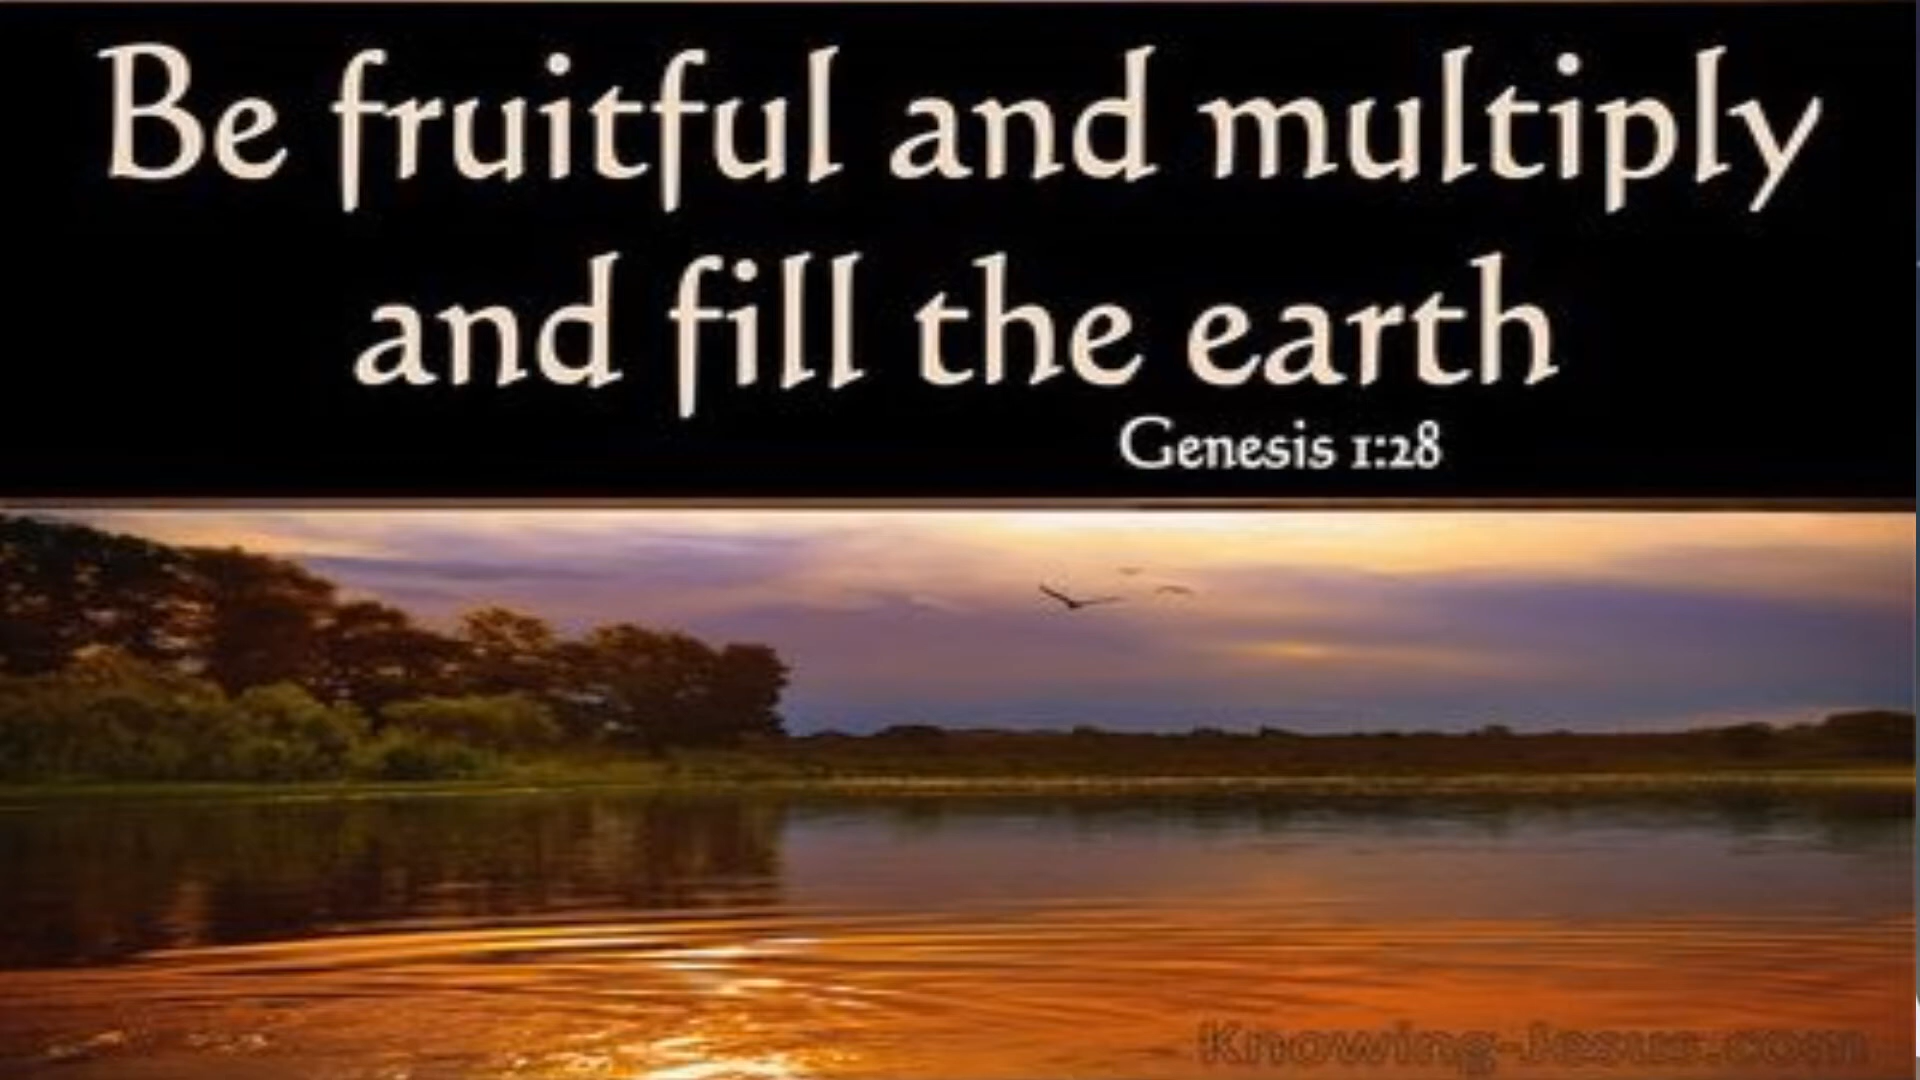 Be fruitful and multiply
and fill the earth
Genesis 1:28
Knowing-Jesus.com